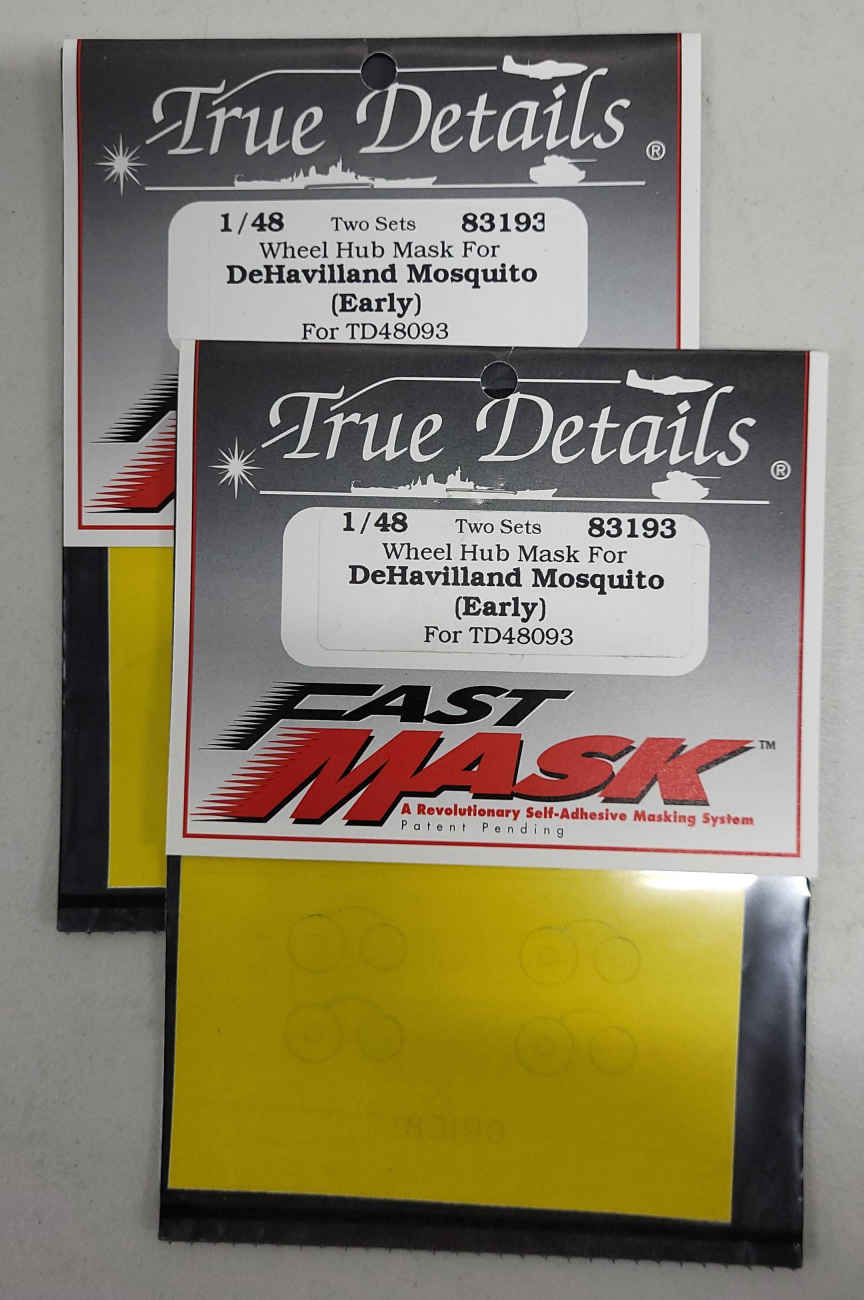 True Details ®
1/48 Two Sets 83193
Wheel Hub Mask For
DeHavilland Mosquito
(Early)
For TD48093
True Details ®
1/48 Two Sets 83193
Wheel Hub Mask For
DeHavilland Mosquito
(Early)
For TD48093
FAST
MASK ™
A Revolutionary Self-Adhesive Masking System
Patent Pending